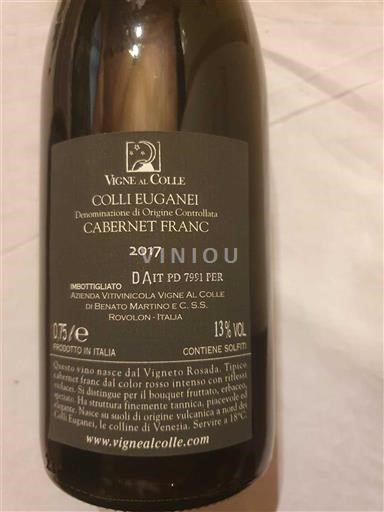 VIGNE AL COLLE
COLLI EUGANEI
Denominazione di Origine Controllata
CABERNET FRANC
2017
VINIOU
DA IT PD 7991 PER
IMBOTTIGLIATO
AZIENDA VITIVINICOLA VIGNE AL COLLE
DI BENATO MARTINO E C. S.S.
ROVOLON - ITALIA
0,75/e 13% VOL
PRODOTTO IN ITALIA CONTIENE SOLFITI
Questo vino nasce dal Vigneto Rosada. Tipico
cabernet franc dal color rosso intenso con riflessi
violacei. Si distingue per il bouquet fruttato, erbaceo,
speziato. Ha struttura finemente tannica, piacevole ed
elegante. Nasce su suoli di origine vulcanica a nord dei
Colli Euganei, le colline di Venezia. Servire a 18°C.
www.vignealcolle.com